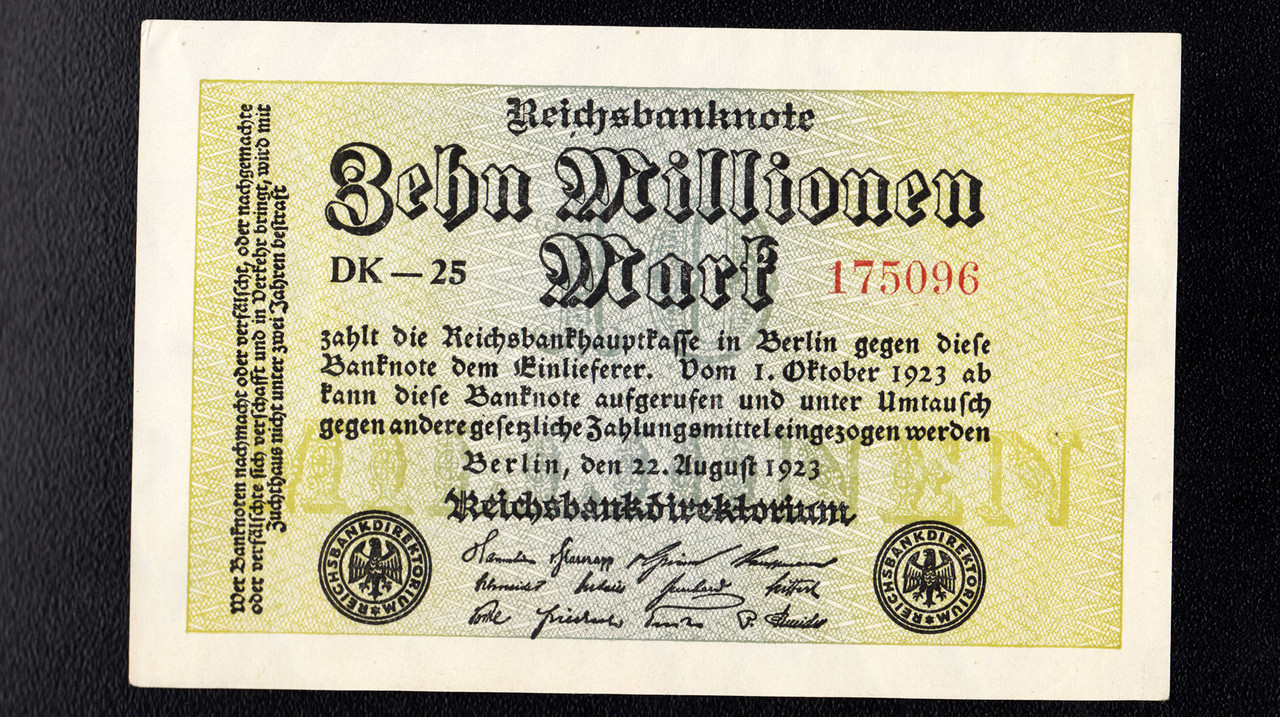 Reichsbanknote
Zehn Millionen
Mark
DK — 25
175096
zahlt die Reichsbankhauptkasse in Berlin gegen diese
Banknote dem Einlieferer. Vom 1. Oktober 1923 ab
kann diese Banknote aufgerufen und unter Umtausch
gegen andere gesetzliche Zahlungsmittel eingezogen werden
Berlin, den 22. August 1923
Reichsbankdirektorium
REICHSBANKDIREKTORIUM
REICHSBANKDIREKTORIUM
Wer Banknoten nachmacht oder verfälscht, oder nachgemachte
oder verfälschte sich verschafft und in Verkehr bringt, wird mit
Zuchthaus nicht unter zwei Jahren bestraft